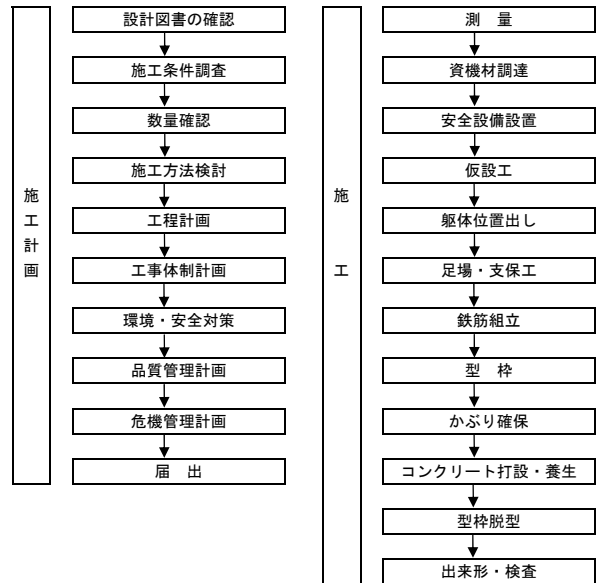 施工計画
設計図書の確認
施工条件調査
数量確認
施工方法検討
工程計画
工事体制計画
環境・安全対策
品質管理計画
危機管理計画
届　出
施　工
測　量
資機材調達
安全設備設置
仮設工
躯体位置出し
足場・支保工
鉄筋組立
型　枠
かぶり確保
コンクリート打設・養生
型枠脱型
出来形・検査